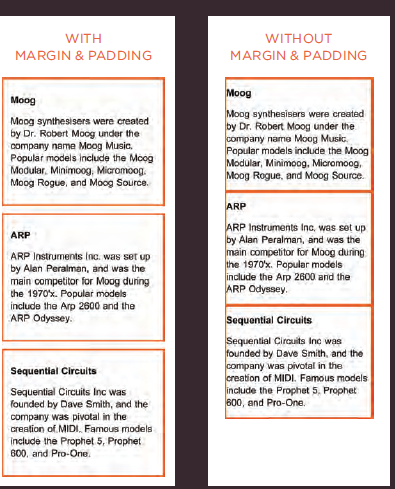 WITH
MARGIN & PADDING
Moog
Moog synthesisers were created
by Dr. Robert Moog under the
company name Moog Music.
Popular models include the Moog
Modular, Minimoog, Micromoog,
Moog Rogue, and Moog Source.
ARP
ARP Instruments Inc. was set up
by Alan Peralman, and was the
main competitor for Moog during
the 1970'x. Popular models
include the Arp 2600 and the
ARP Odyssey.
Sequential Circuits
Sequential Circuits Inc was
founded by Dave Smith, and the
company was pivotal in the
creation of MIDI. Famous models
include the Prophet 5, Prophet
600, and Pro-One.
WITHOUT
MARGIN & PADDING
Moog
Moog synthesisers were created
by Dr. Robert Moog under the
company name Moog Music.
Popular models include the Moog
Modular, Minimoog, Micromoog,
Moog Rogue, and Moog Source.
ARP
ARP Instruments Inc. was set up
by Alan Peralman, and was the
main competitor for Moog during
the 1970'x. Popular models
include the Arp 2600 and the
ARP Odyssey.
Sequential Circuits
Sequential Circuits Inc was
founded by Dave Smith, and the
company was pivotal in the
creation of MIDI. Famous models
include the Prophet 5, Prophet
600, and Pro-One.